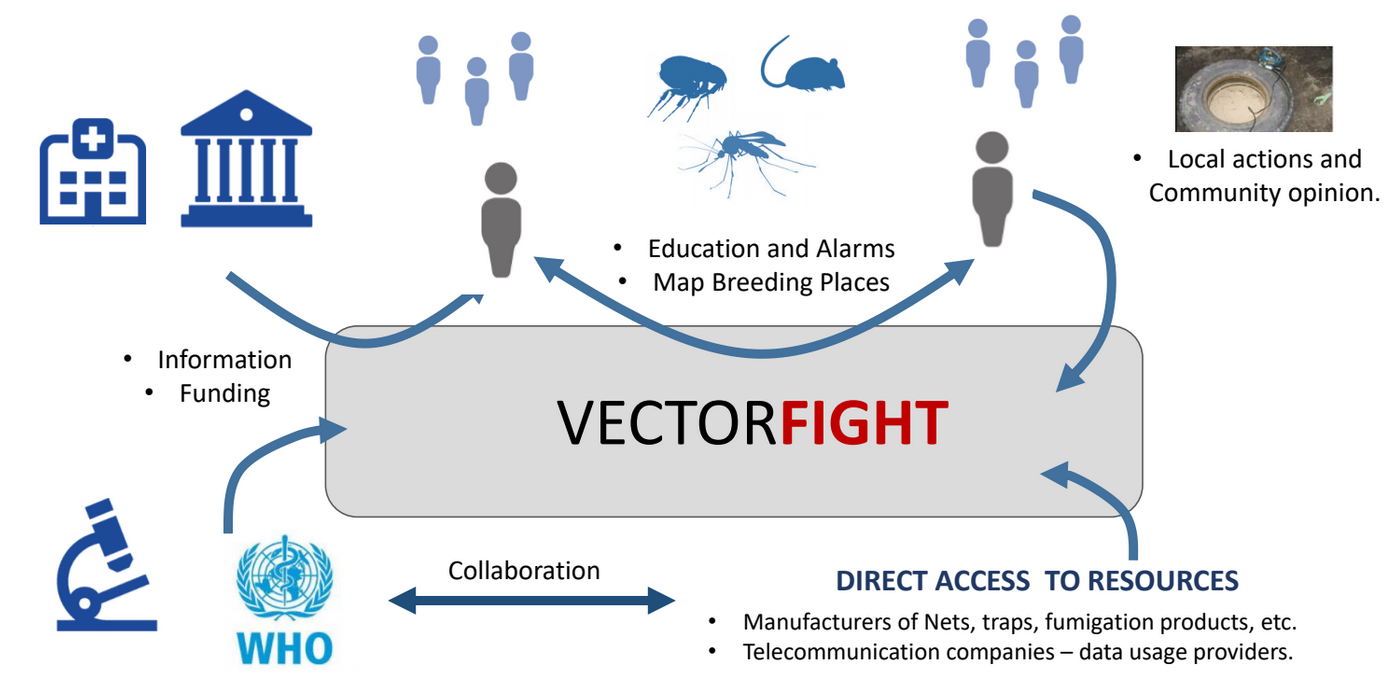 • Local actions and
Community opinion.
• Education and Alarms
• Map Breeding Places
• Information
• Funding
VECTORFIGHT
Collaboration
WHO
DIRECT ACCESS TO RESOURCES
• Manufacturers of Nets, traps, fumigation products, etc.
• Telecommunication companies – data usage providers.